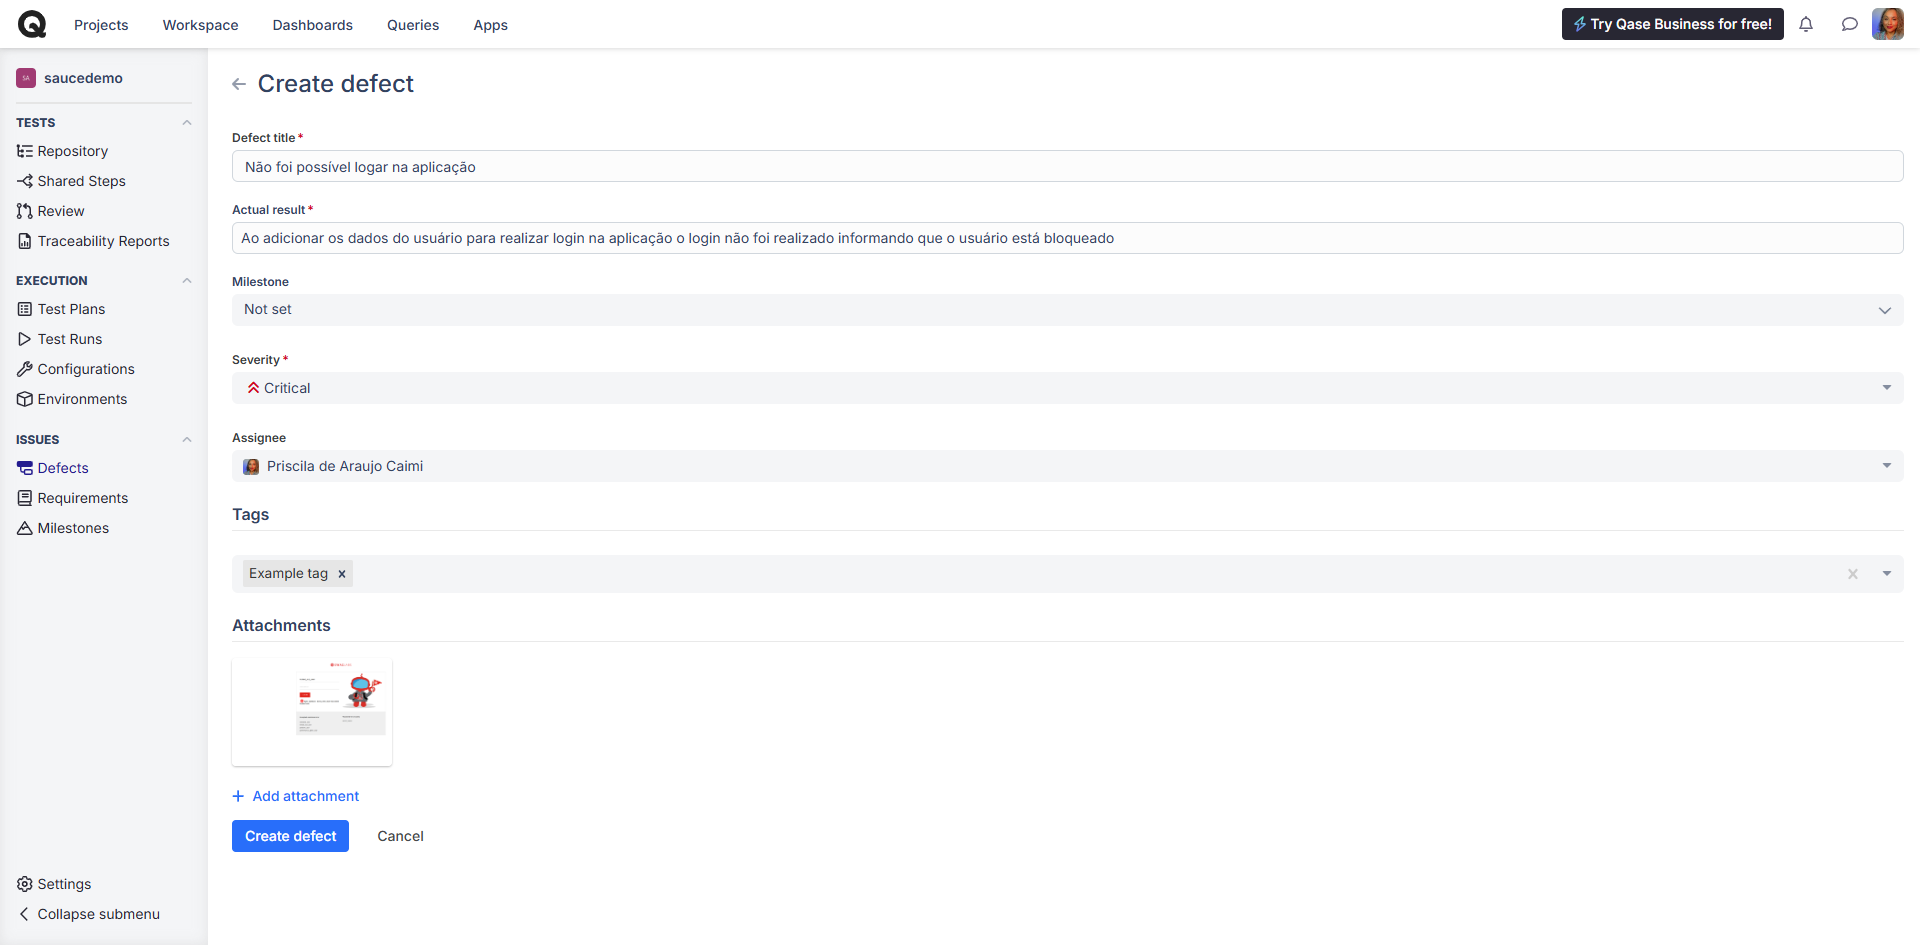 Projects
Workspace
Dashboards
Queries
Apps
Try Qase Business for free!
SA
saucedemo
TESTS
Repository
Shared Steps
Review
Traceability Reports
EXECUTION
Test Plans
Test Runs
Configurations
Environments
ISSUES
Defects
Requirements
Milestones
Settings
Collapse submenu
Create defect
Defect title*
Não foi possível logar na aplicação
Actual result*
Ao adicionar os dados do usuário para realizar login na aplicação o login não foi realizado informando que o usuário está bloqueado
Milestone
Not set
Severity*
Critical
Assignee
Priscila de Araujo Caimi
Tags
Example tag
Attachments
Add attachment
Create defect
Cancel